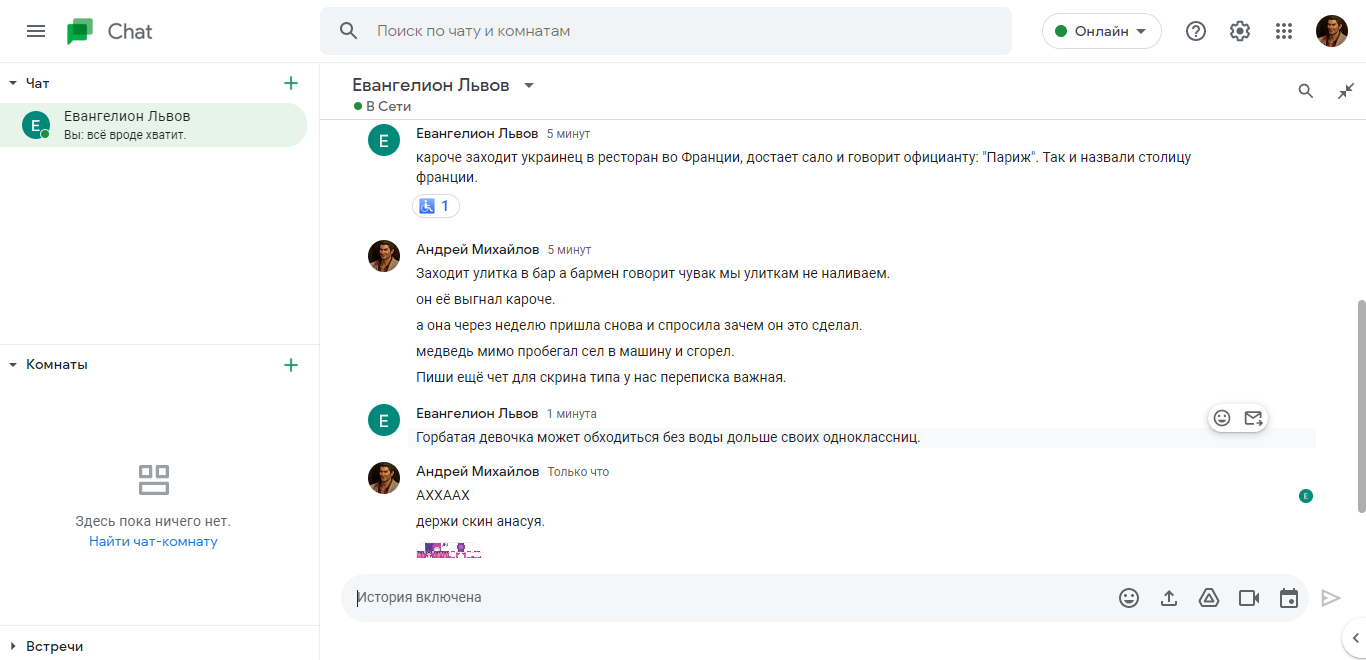 Chat
Поиск по чату и комнатам
Онлайн
Чат
Е
Евангелион Львов
Вы: всё вроде хватит.
Комнаты
Здесь пока ничего нет.
Найти чат-комнату
Встречи
Евангелион Львов
В Сети
Е
Евангелион Львов 5 минут
кароче заходит украинец в ресторан во Франции, достает сало и говорит официанту: "Париж". Так и назвали столицу
франции.
1
Андрей Михайлов 5 минут
Заходит улитка в бар а бармен говорит чувак мы улиткам не наливаем.
он её выгнал кароче.
а она через неделю пришла снова и спросила зачем он это сделал.
медведь мимо пробегал сел в машину и сгорел.
Пиши ещё чет для скрина типа у нас переписка важная.
Е
Евангелион Львов 1 минута
Горбатая девочка может обходиться без воды дольше своих одноклассниц.
Андрей Михайлов Только что
АХХААХ
Е
держи скин анасуя.
История включена